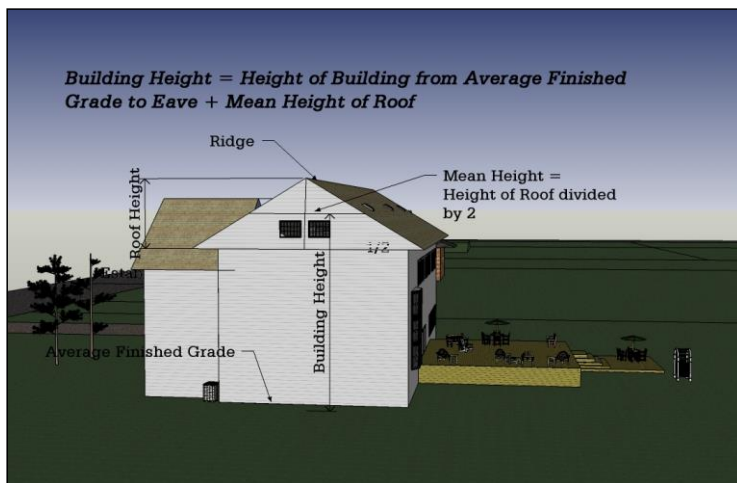 Building Height = Height of Building from Average Finished
Grade to Eave + Mean Height of Roof
Ridge
Mean Height =
Height of Roof divided
by 2
Roof Height
1/2
Estal
Building Height
Average Finished Grade